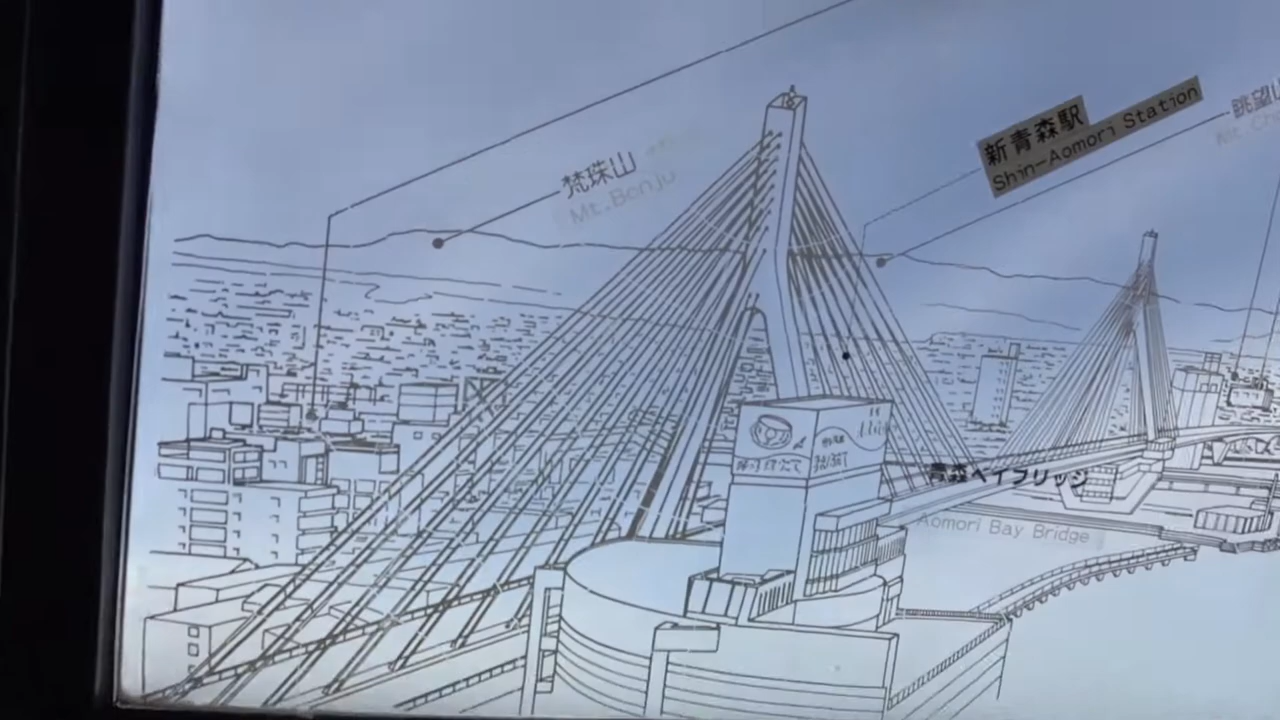 梵珠山
Mt.Bonju
新青森駅
Shin-Aomori Station
眺望山
青森ベイブリッジ
Aomori Bay Bridge